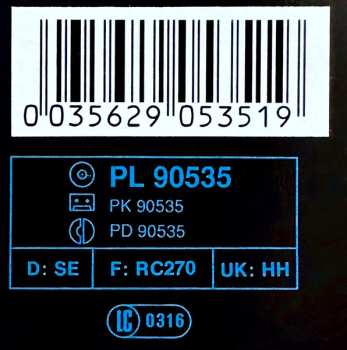 0 035629 053519
PL 90535
PK 90535
PD 90535
D: SE F: RC270 UK: HH
LC 0316